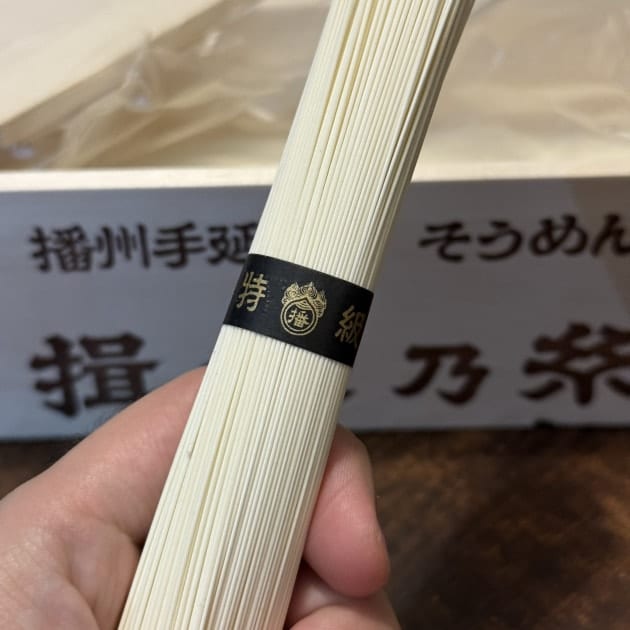 播州手延 そうめん
特 播 級
揖 乃 糸